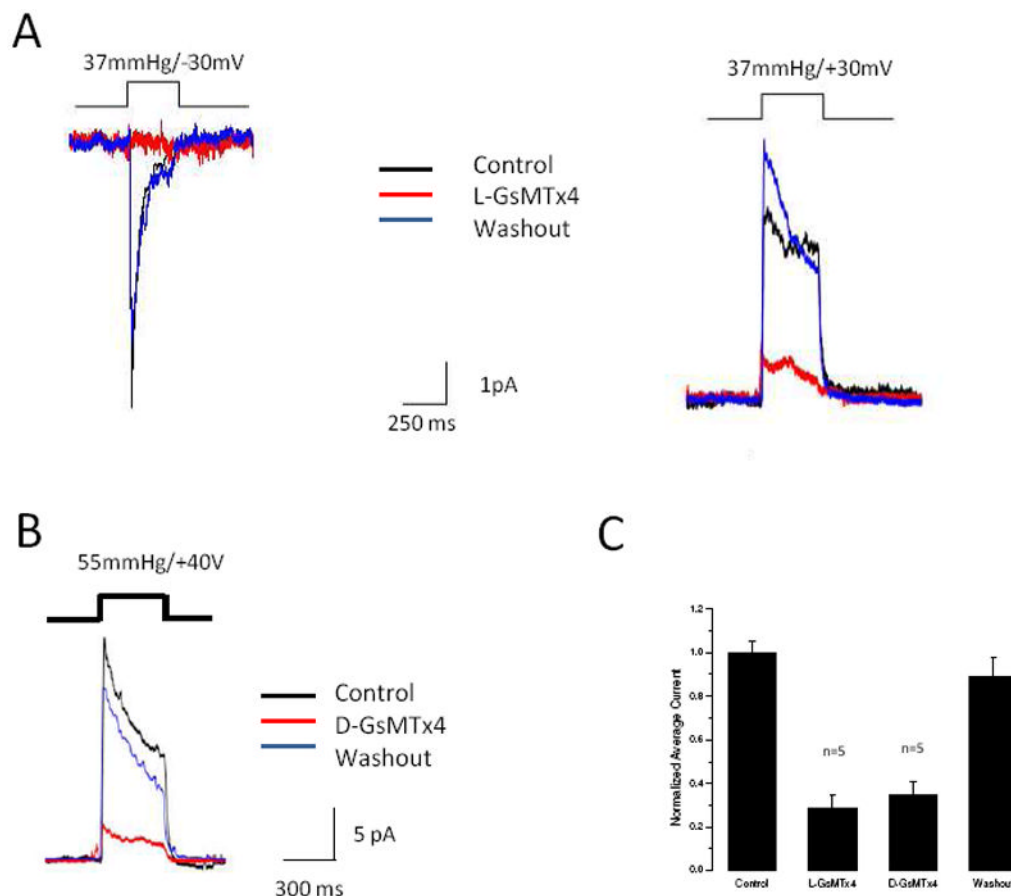 A
37mmHg/-30mV
37mmHg/+30mV
Control
L-GsMTx4
Washout
1pA
250 ms
B
55mmHg/+40V
Control
D-GsMTx4
Washout
5 pA
300 ms
C
Normalized Average Current
1.2
1.0
0.8
0.6
0.4
0.2
0.0
n=5
n=5
Control
L-GsMTx4
D-GsMTx4
Washout